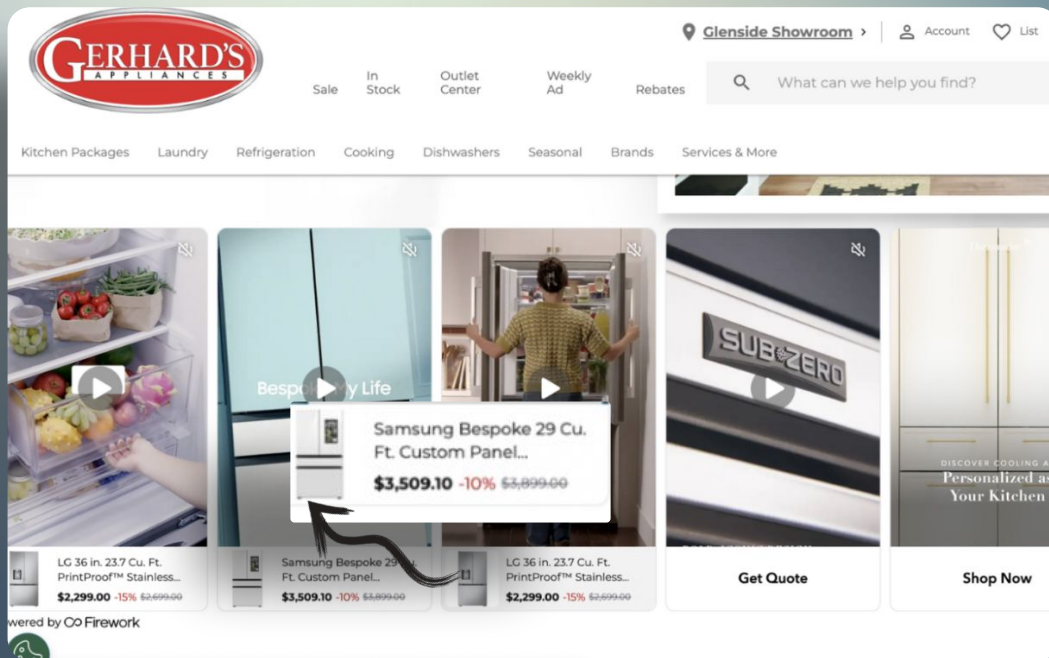 GERHARD'S
APPLIANCES
Glenside Showroom >
Account
List
Sale
In
Stock
Outlet
Center
Weekly
Ad
Rebates
What can we help you find?
Kitchen Packages
Laundry
Refrigeration
Cooking
Dishwashers
Seasonal
Brands
Services & More
SUB ZERO
Samsung Bespoke 29 Cu.
Ft. Custom Panel...
$3,509.10 -10% $3,899.00
DISCOVER COOLING
Personalized as
Your Kitchen
LG 36 in. 23.7 Cu. Ft.
PrintProof™ Stainless...
$2,299.00 -15% $2,699.00
Samsung Bespoke 29
Ft. Custom Panel...
$3,509.10 -10% $3,899.00
LG 36 in. 23.7 Cu. Ft.
PrintProof™ Stainless...
$2,299.00 -15% $2,699.00
Get Quote
Shop Now
wered by Firework